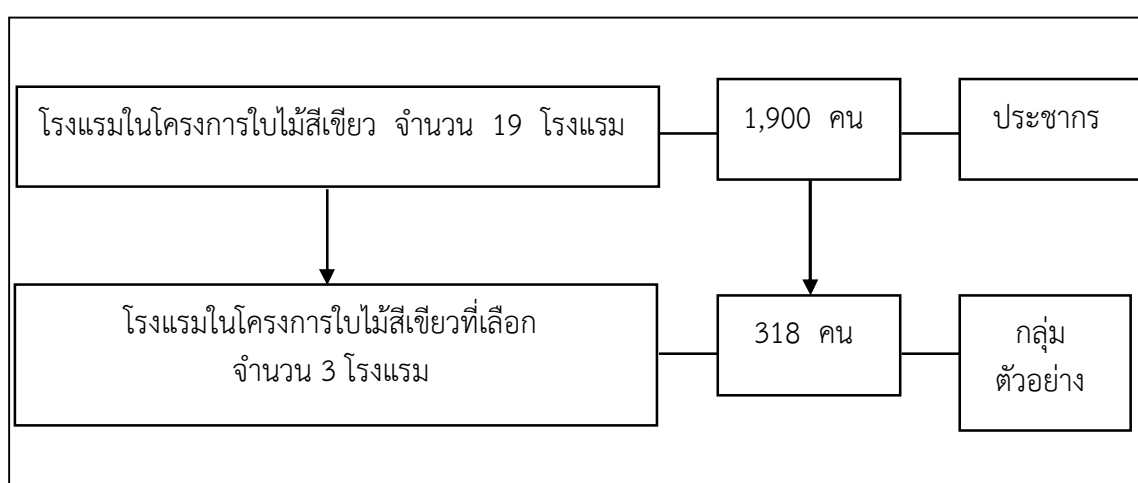 โรงแรมในโครงการใบไม้สีเขียว จำนวน 19 โรงแรม
1,900 คน
ประชากร
โรงแรมในโครงการใบไม้สีเขียวที่เลือก
จำนวน 3 โรงแรม
318 คน
กลุ่ม
ตัวอย่าง